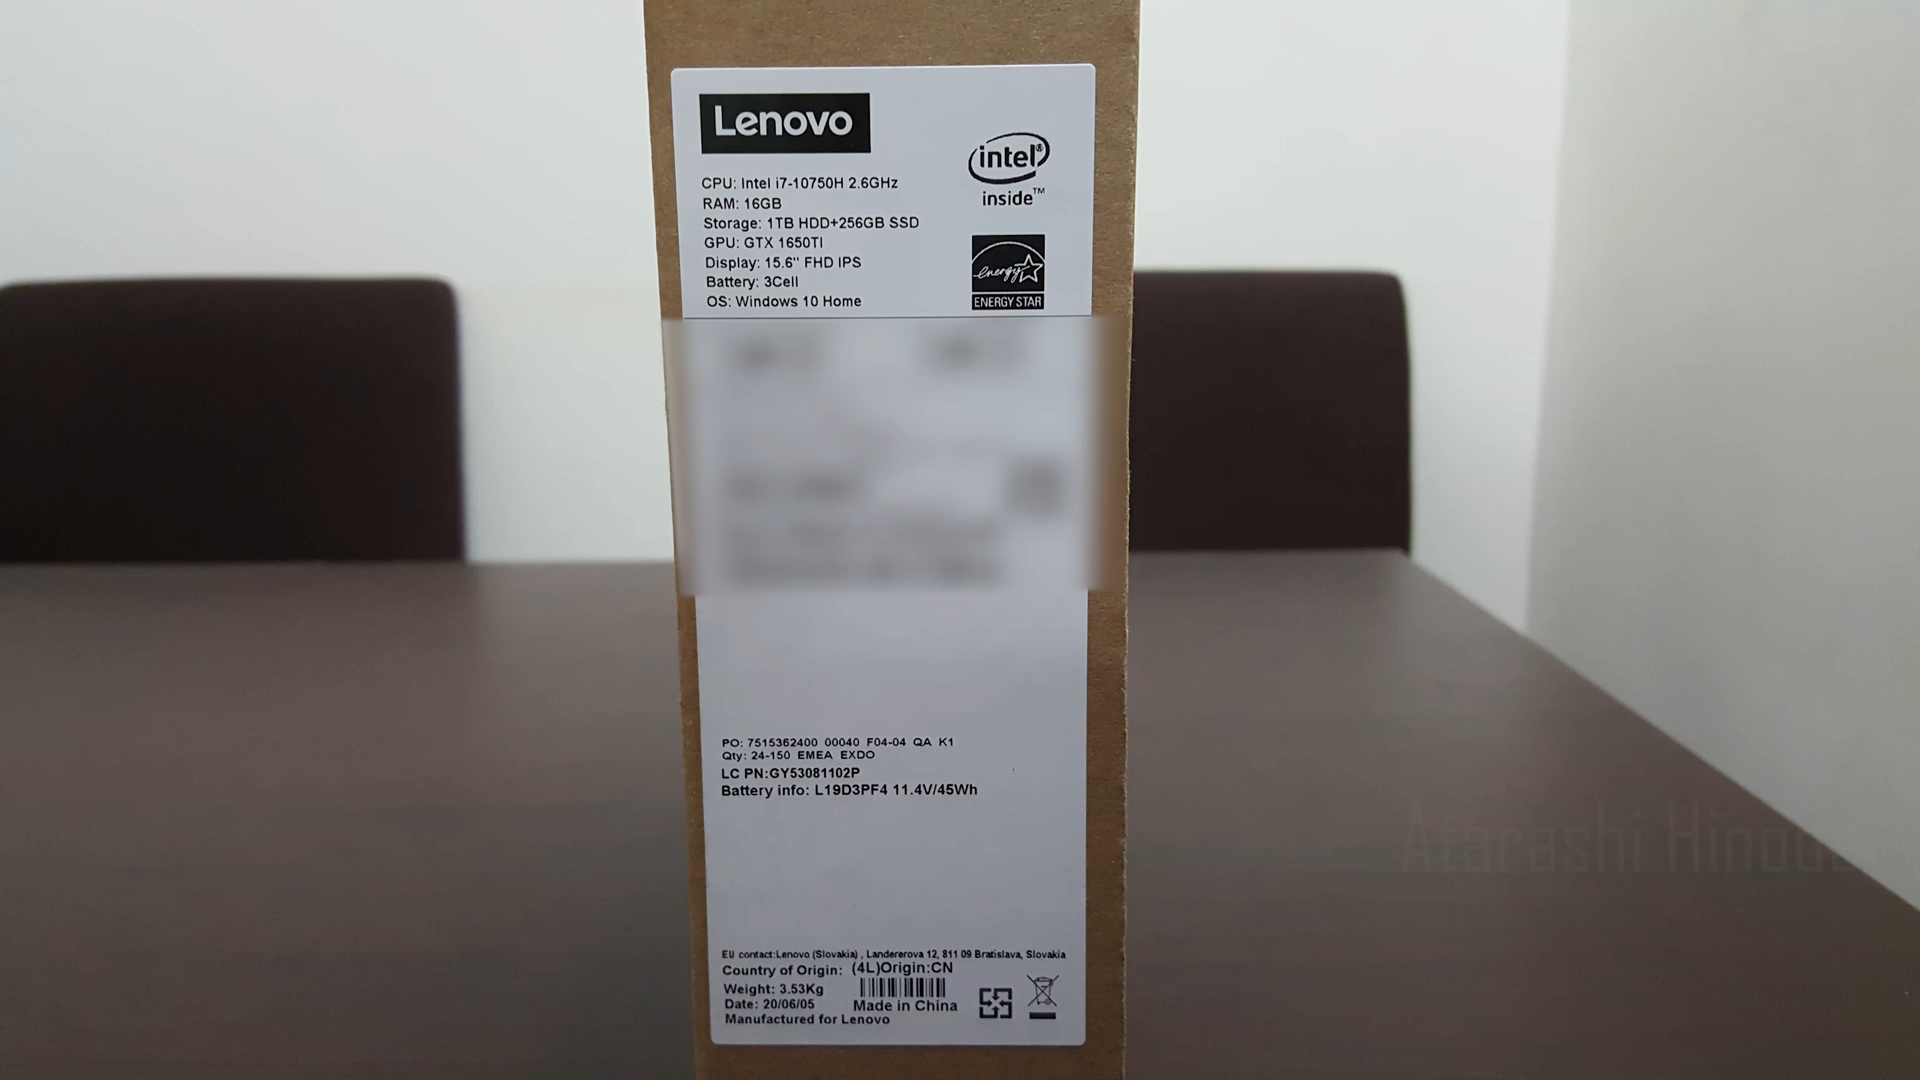 Lenovo
intel®
inside™
CPU: Intel i7-10750H 2.6GHz
RAM: 16GB
Storage: 1TB HDD+256GB SSD
GPU: GTX 1650TI
Display: 15.6" FHD IPS
Battery: 3Cell
OS: Windows 10 Home
energy
ENERGY STAR
PO: 7515362400 00040 F04-04 QA K1
Qty: 24-150 EMEA EXDO
LC PN:GY53081102P
Battery info: L19D3PF4 11.4V/45Wh
EU contact:Lenovo (Slovakia) , Landererova 12, 811 09 Bratislava, Slovakia
Country of Origin: (4L)Origin:CN
Weight: 3.53Kg
Date: 20/06/05 Made in China
Manufactured for Lenovo
Atarashi